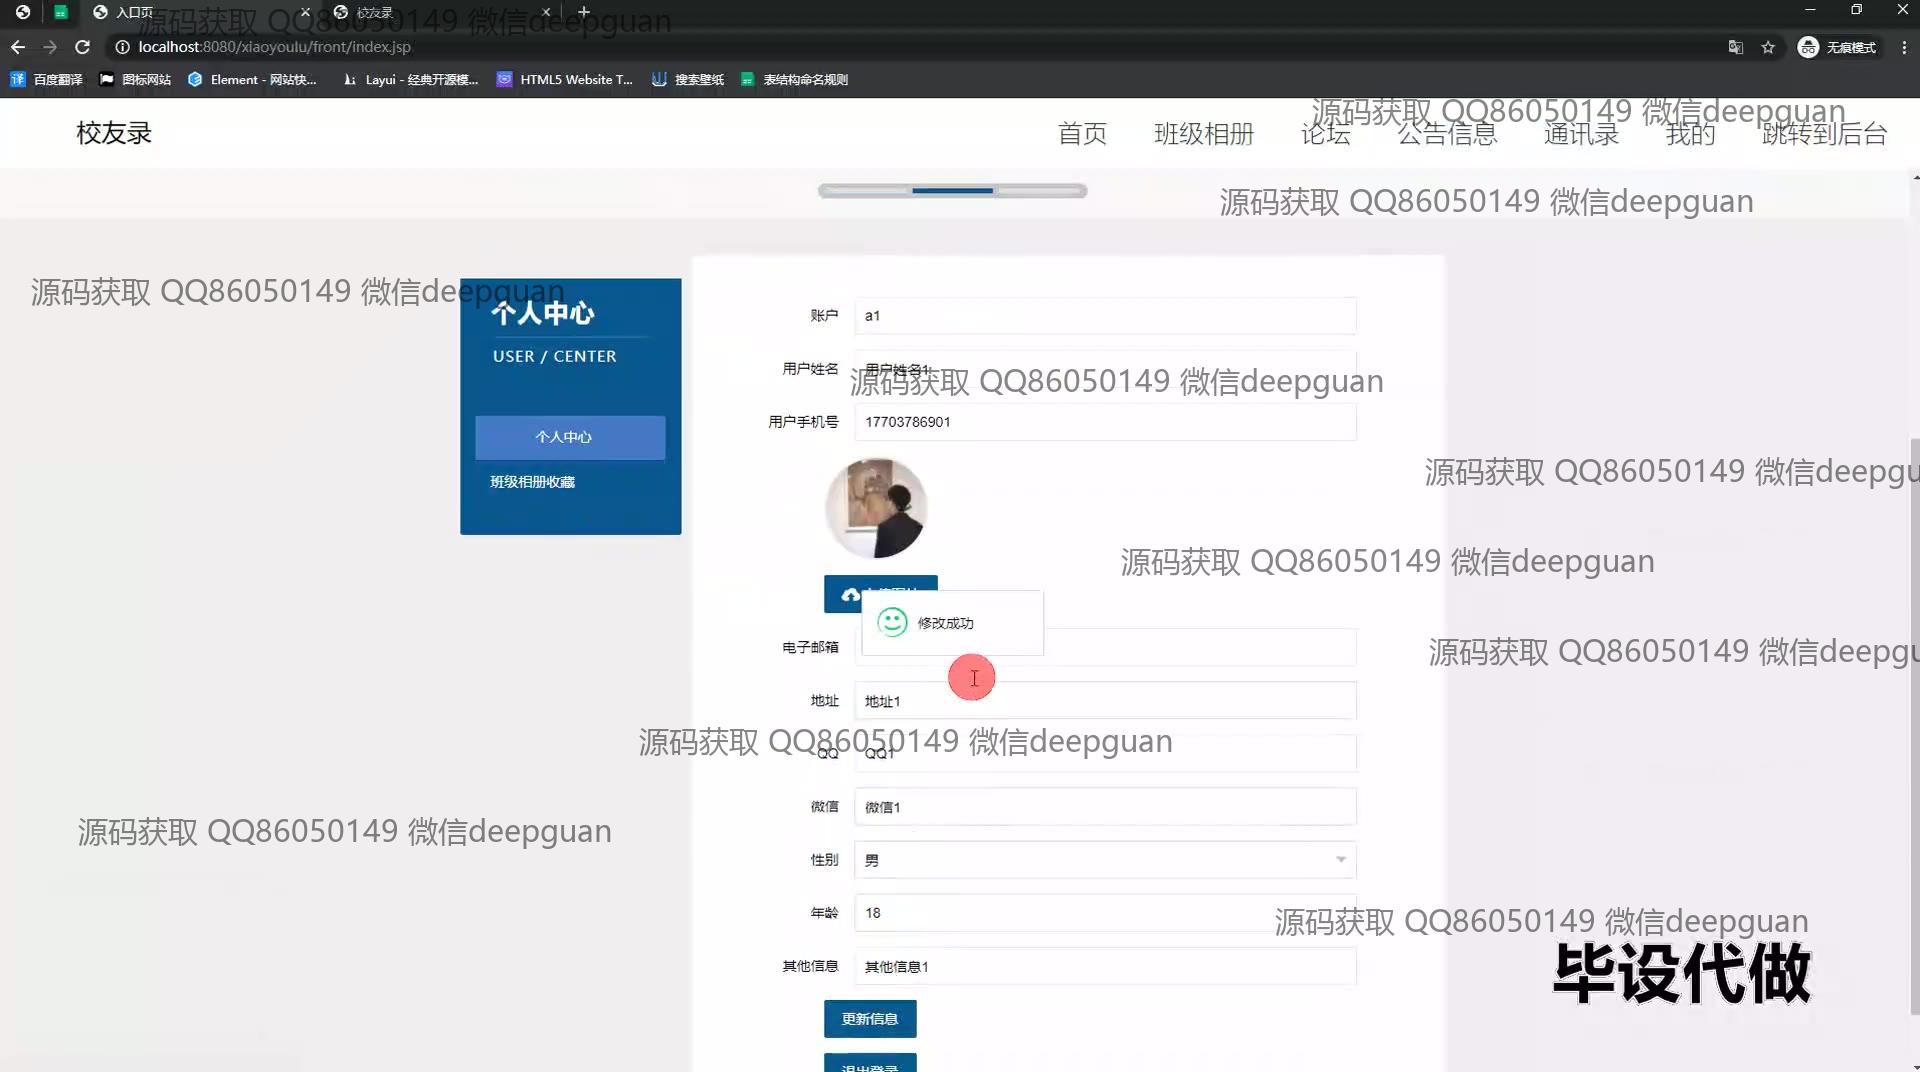 入口页
校友录
localhost:8080/xiaoyoulu/front/index.jsp
无痕模式
百度翻译
图标网站
Element - 网站快...
Layui - 经典开源模...
HTML5 Website T...
搜索壁纸
表结构命名规则
源码获取 QQ86050149 微信deepguan
校友录
首页
班级相册
论坛
公告信息
通讯录
我的
跳转到后台
源码获取 QQ86050149 微信deepguan
源码获取 QQ86050149 微信deepguan
源码获取 QQ86050149 微信deepguan
个人中心
USER / CENTER
个人中心
班级相册收藏
账户
a1
用户姓名
用户姓名1
源码获取 QQ86050149 微信deepguan
用户手机号
17703786901
源码获取 QQ86050149 微信deepgu
源码获取 QQ86050149 微信deepguan
修改成功
电子邮箱
源码获取 QQ86050149 微信deepgu
地址
地址1
源码获取 QQ86050149 微信deepguan
QQ
QQ1
微信
微信1
源码获取 QQ86050149 微信deepguan
性别
男
年龄
18
源码获取 QQ86050149 微信deepguan
其他信息
其他信息1
毕设代做
更新信息
退出登录